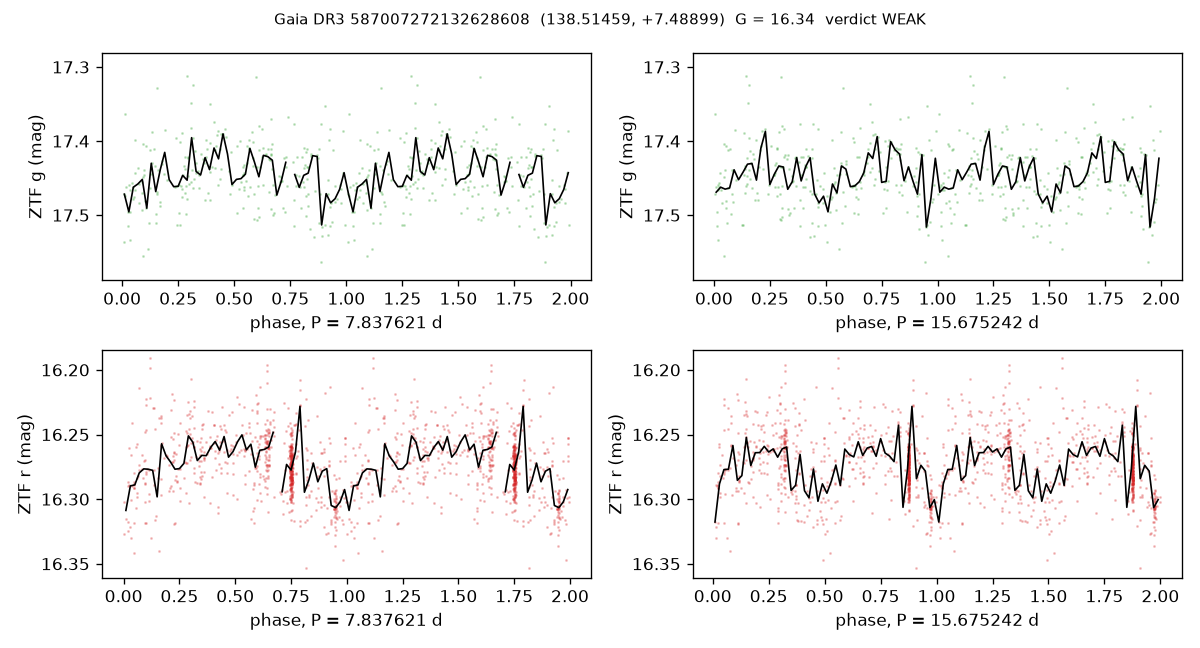 Gaia DR3 587007272132628608  (138.51459, +7.48899)  G = 16.34  verdict WEAK
17.3
17.4
17.5
ZTF g (mag)
0.00 0.25 0.50 0.75 1.00 1.25 1.50 1.75 2.00
phase, P = 7.837621 d
17.3
17.4
17.5
ZTF g (mag)
0.00 0.25 0.50 0.75 1.00 1.25 1.50 1.75 2.00
phase, P = 15.675242 d
16.20
16.25
16.30
16.35
ZTF r (mag)
0.00 0.25 0.50 0.75 1.00 1.25 1.50 1.75 2.00
phase, P = 7.837621 d
16.20
16.25
16.30
16.35
ZTF r (mag)
0.00 0.25 0.50 0.75 1.00 1.25 1.50 1.75 2.00
phase, P = 15.675242 d